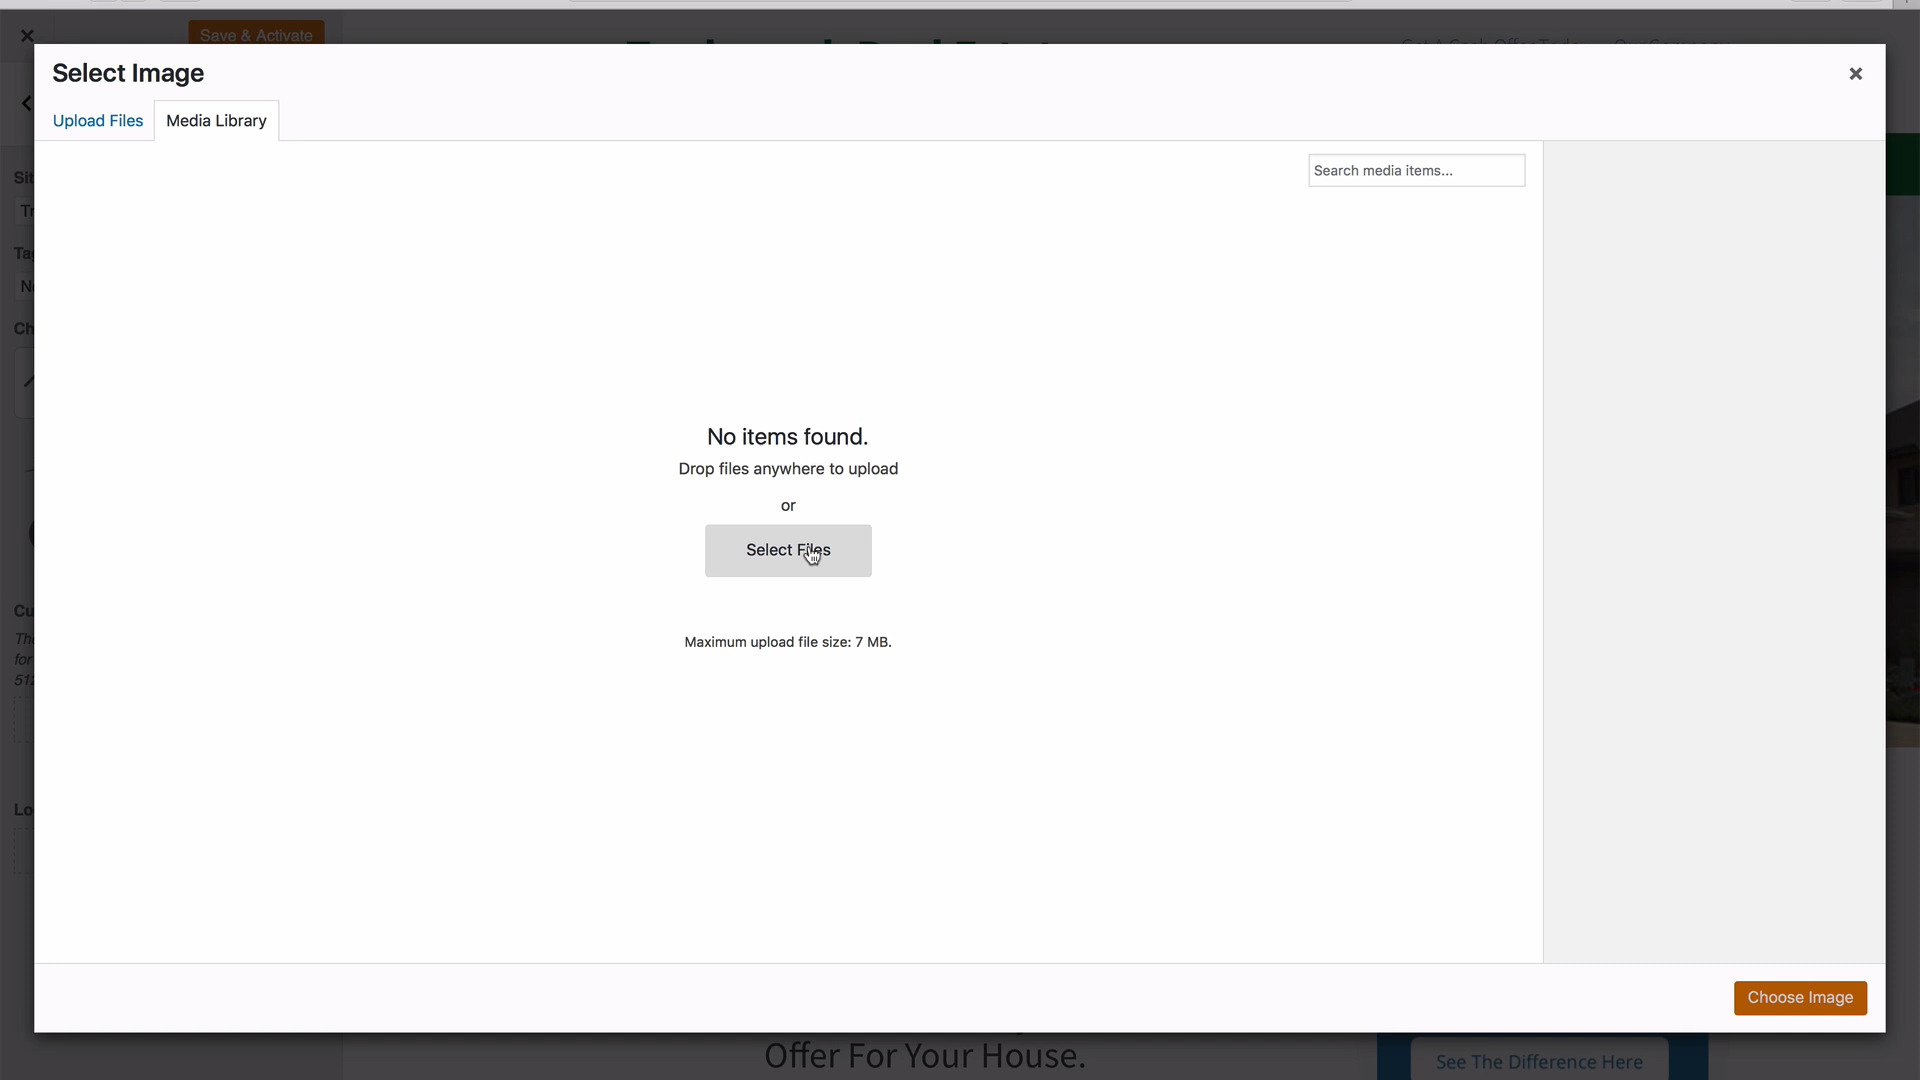 Save & Activate
Select Image
Upload Files
Media Library
Search media items...
No items found.
Drop files anywhere to upload
or
Select Files
Maximum upload file size: 7 MB.
Choose Image
Offer For Your House.
See The Difference Here